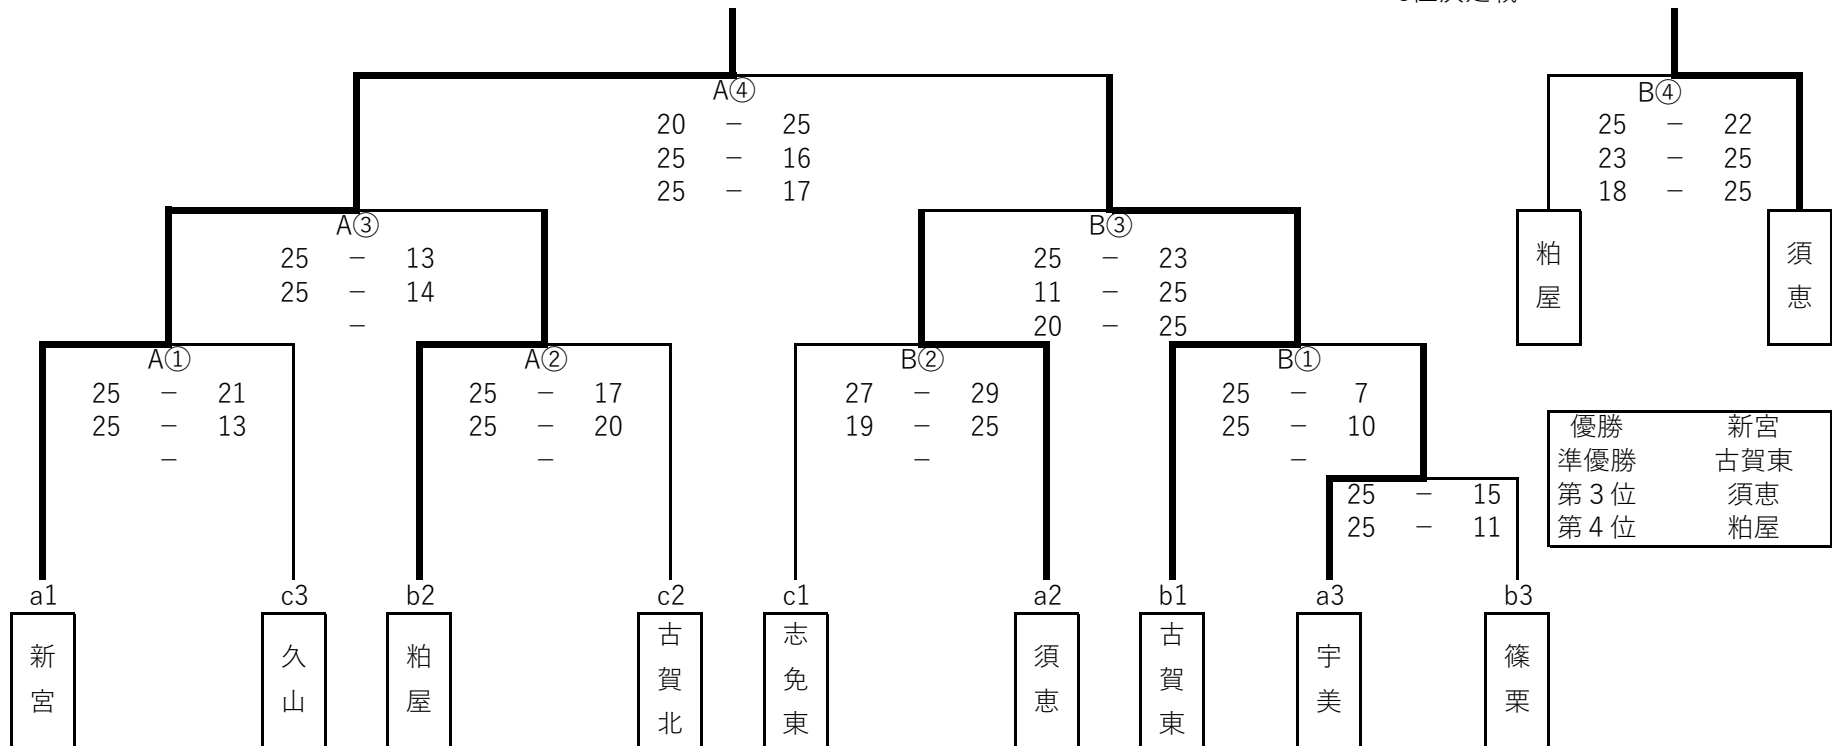 A④
20 － 25
25 － 16
25 － 17
B④
25 － 22
23 － 25
18 － 25
粕屋
須恵
A③
25 － 13
25 － 14
－
B③
25 － 23
11 － 25
20 － 25
A①
25 － 21
25 － 13
－
A②
25 － 17
25 － 20
－
B②
27 － 29
19 － 25
－
B①
25 － 7
25 － 10
－
25 － 15
25 － 11
優勝 新宮
準優勝 古賀東
第３位 須恵
第４位 粕屋
a1 c3 b2 c2 c1 a2 b1 a3 b3
新宮
久山
粕屋
古賀北
志免東
須恵
古賀東
宇美
篠栗